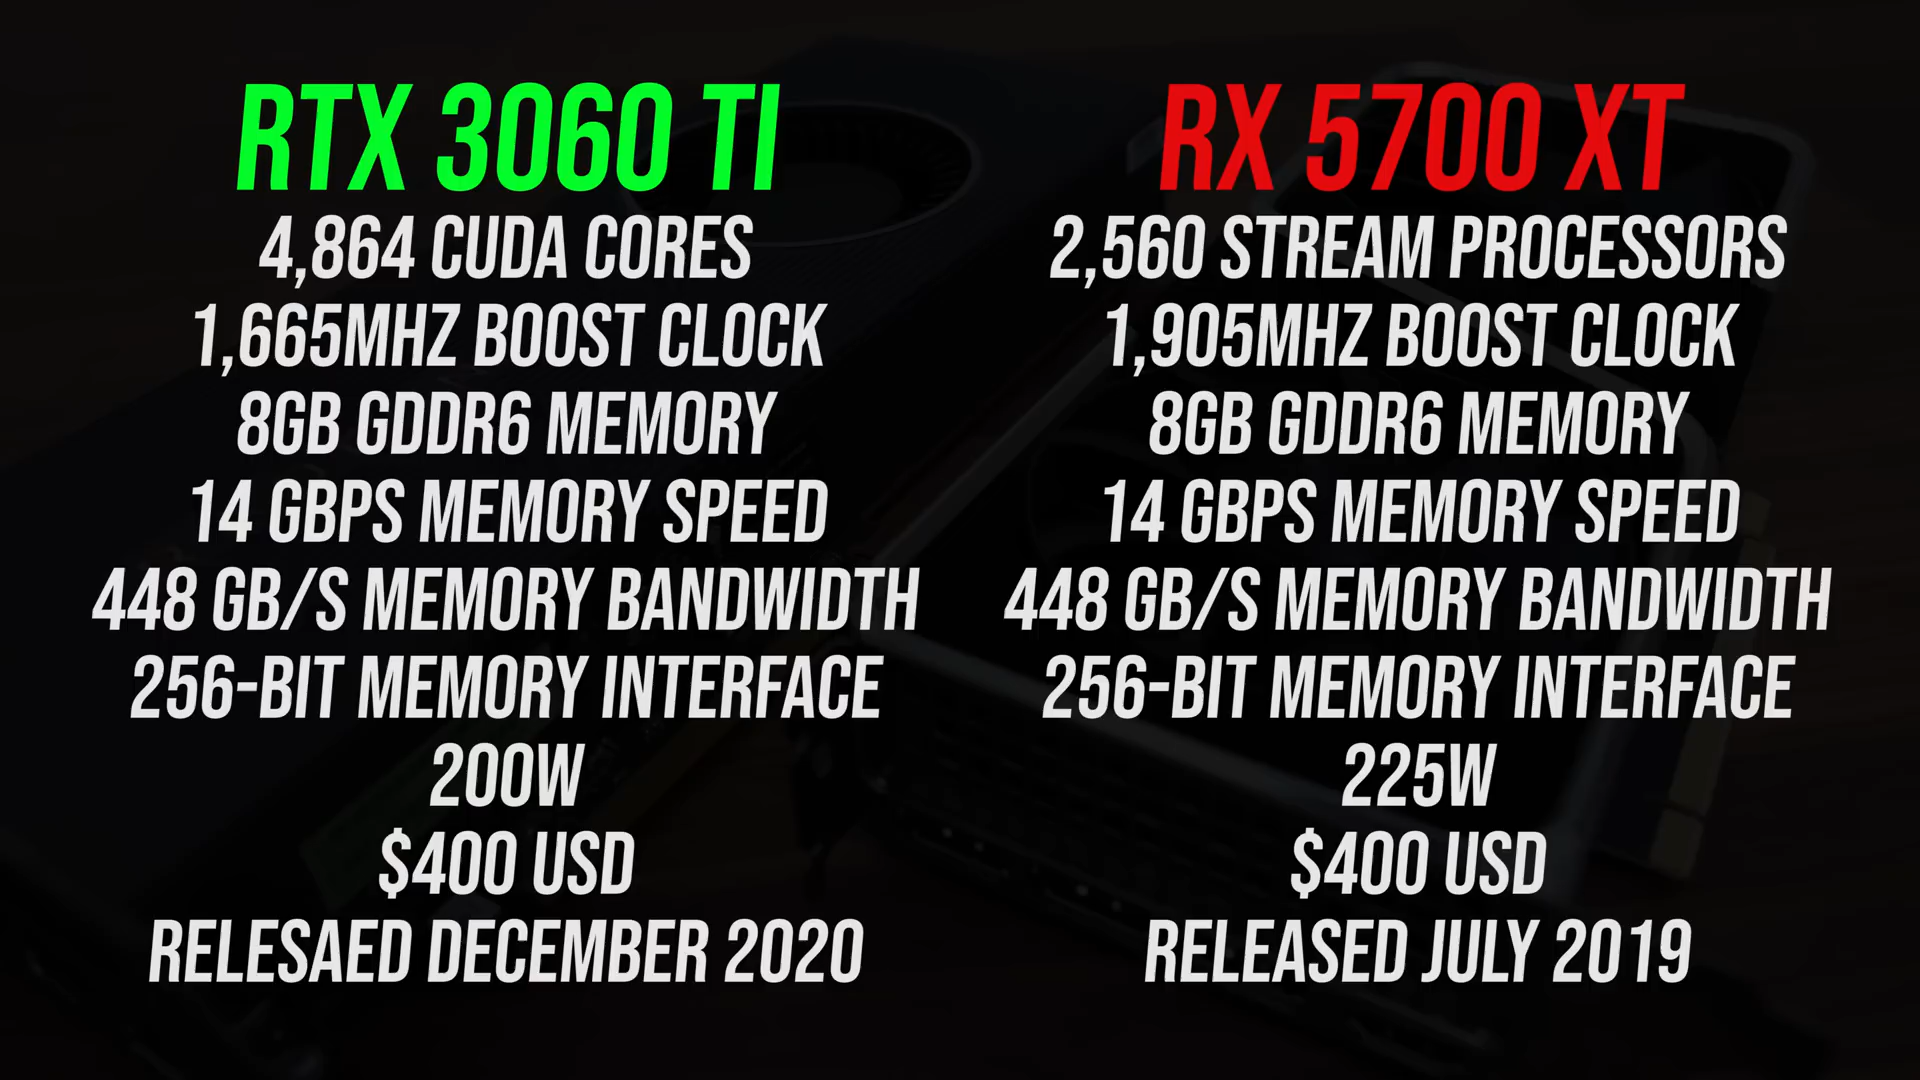 RTX 3060 TI
4,864 CUDA CORES
1,665MHZ BOOST CLOCK
8GB GDDR6 MEMORY
14 GBPS MEMORY SPEED
448 GB/S MEMORY BANDWIDTH
256-BIT MEMORY INTERFACE
200W
$400 USD
RELESAED DECEMBER 2020
RX 5700 XT
2,560 STREAM PROCESSORS
1,905MHZ BOOST CLOCK
8GB GDDR6 MEMORY
14 GBPS MEMORY SPEED
448 GB/S MEMORY BANDWIDTH
256-BIT MEMORY INTERFACE
225W
$400 USD
RELEASED JULY 2019